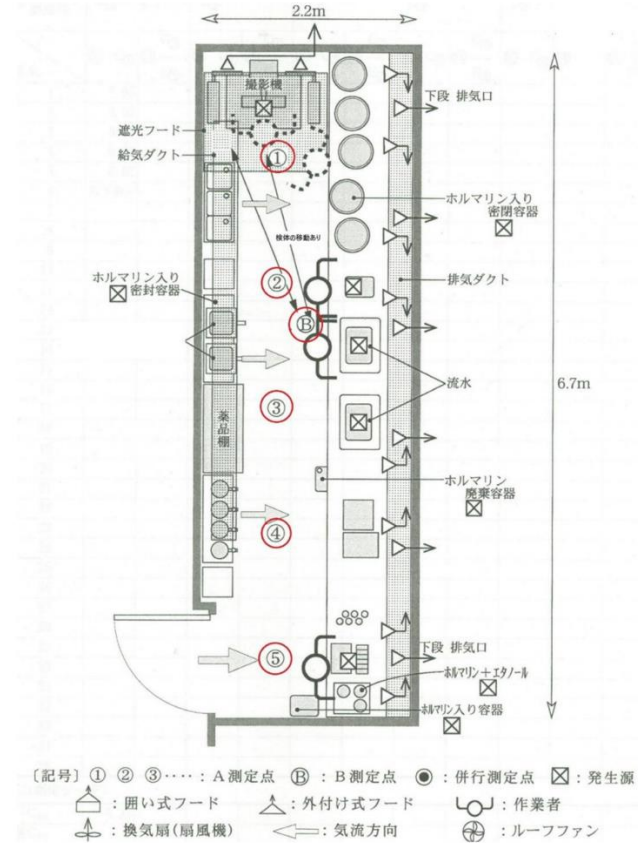 2.2m
撮影機
下段 排気口
遮光フード
給気ダクト
①
ホルマリン入り
密閉容器
検体の移動あり
ホルマリン入り
密封容器
②
排気ダクト
Ⓑ
流水
6.7m
③
薬品棚
ホルマリン
廃棄容器
④
⑤
下段 排気口
ホルマリン+エタノール
ホルマリン入り容器
〔記号〕 ① ② ③‥‥ : A測定点 Ⓑ : B測定点 ◉ : 併行測定点 ☒ : 発生源
: 囲い式フード : 外付け式フード : 作業者
: 換気扇(扇風機) : 気流方向 : ルーフファン